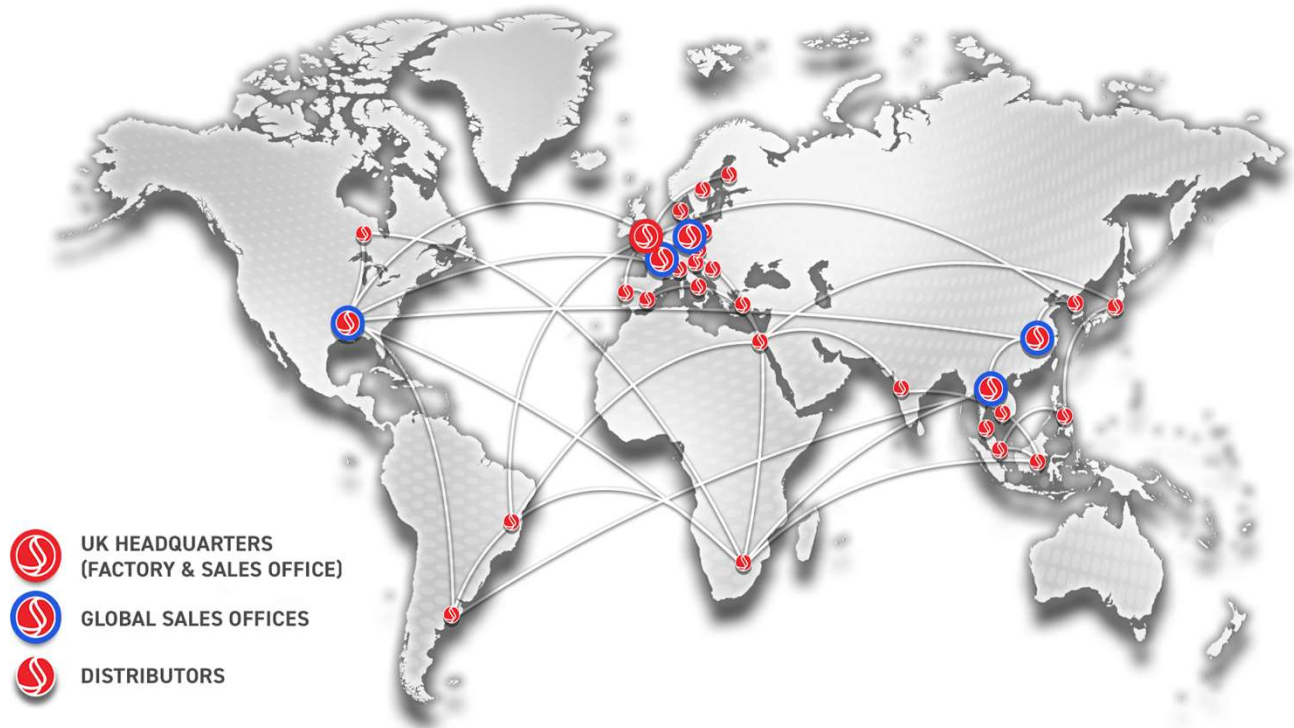 UK HEADQUARTERS
(FACTORY & SALES OFFICE)
GLOBAL SALES OFFICES
DISTRIBUTORS